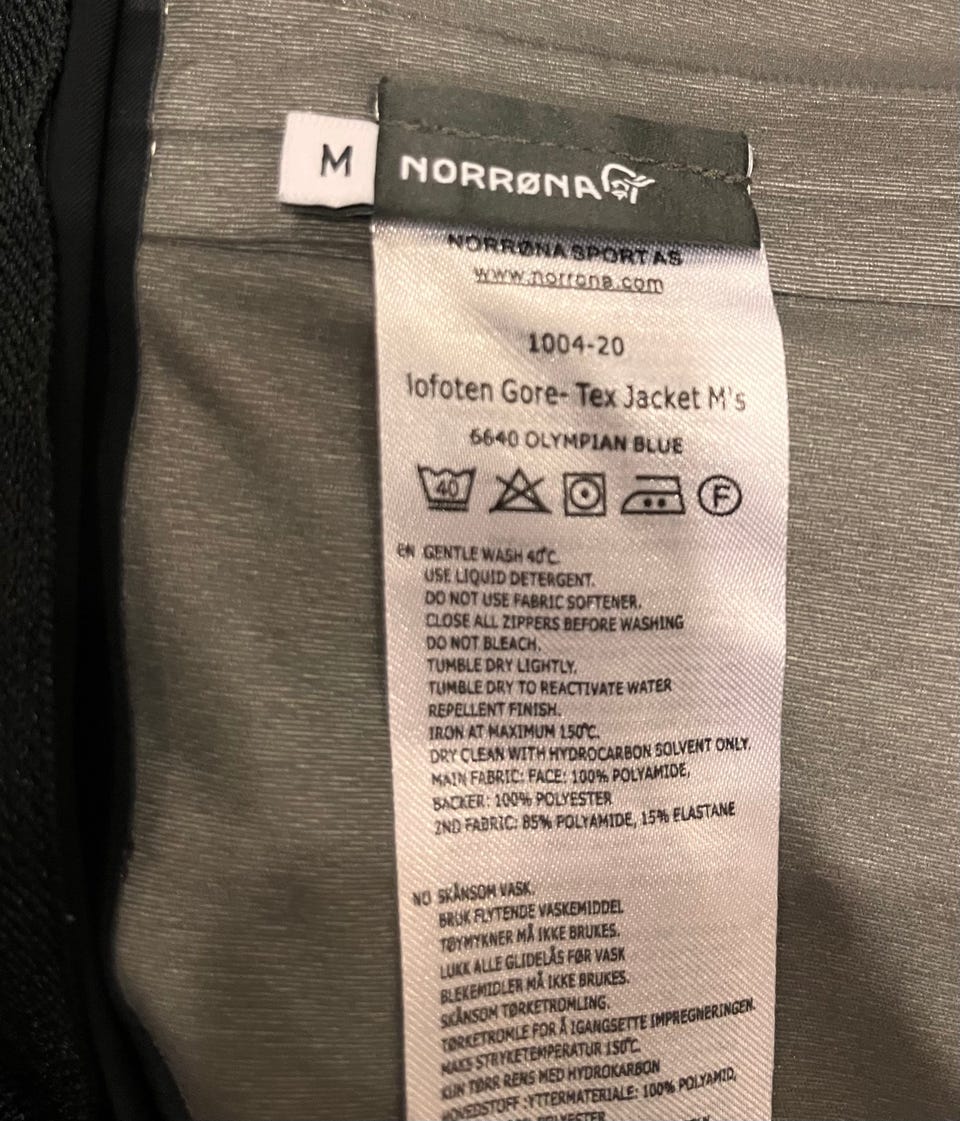 M
NORRØNA
NORRØNA SPORT AS
www.norrona.com
1004-20
lofoten Gore- Tex Jacket M's
6640 OLYMPIAN BLUE
40
F
EN GENTLE WASH 40°C.
USE LIQUID DETERGENT.
DO NOT USE FABRIC SOFTENER.
CLOSE ALL ZIPPERS BEFORE WASHING
DO NOT BLEACH.
TUMBLE DRY LIGHTLY.
TUMBLE DRY TO REACTIVATE WATER
REPELLENT FINISH.
IRON AT MAXIMUM 150°C.
DRY CLEAN WITH HYDROCARBON SOLVENT ONLY.
MAIN FABRIC: FACE: 100% POLYAMIDE,
BACKER: 100% POLYESTER
2ND FABRIC: 85% POLYAMIDE, 15% ELASTANE
NO SKÅNSOM VASK.
BRUK FLYTENDE VASKEMIDDEL
TØYMYKNER MÅ IKKE BRUKES.
LUKK ALLE GLIDELÅS FØR VASK
BLEKEMIDLER MÅ IKKE BRUKES.
SKÅNSOM TØRKETROMLING.
TØRKETROMLE FOR Å IGANGSETTE IMPREGNERINGEN.
MAKS STRYKETEMPERATUR 150°C.
KUN TØRR RENS MED HYDROKARBON
HOVEDSTOFF :YTTERMATERIALE: 100% POLYAMID,
POLYESTER